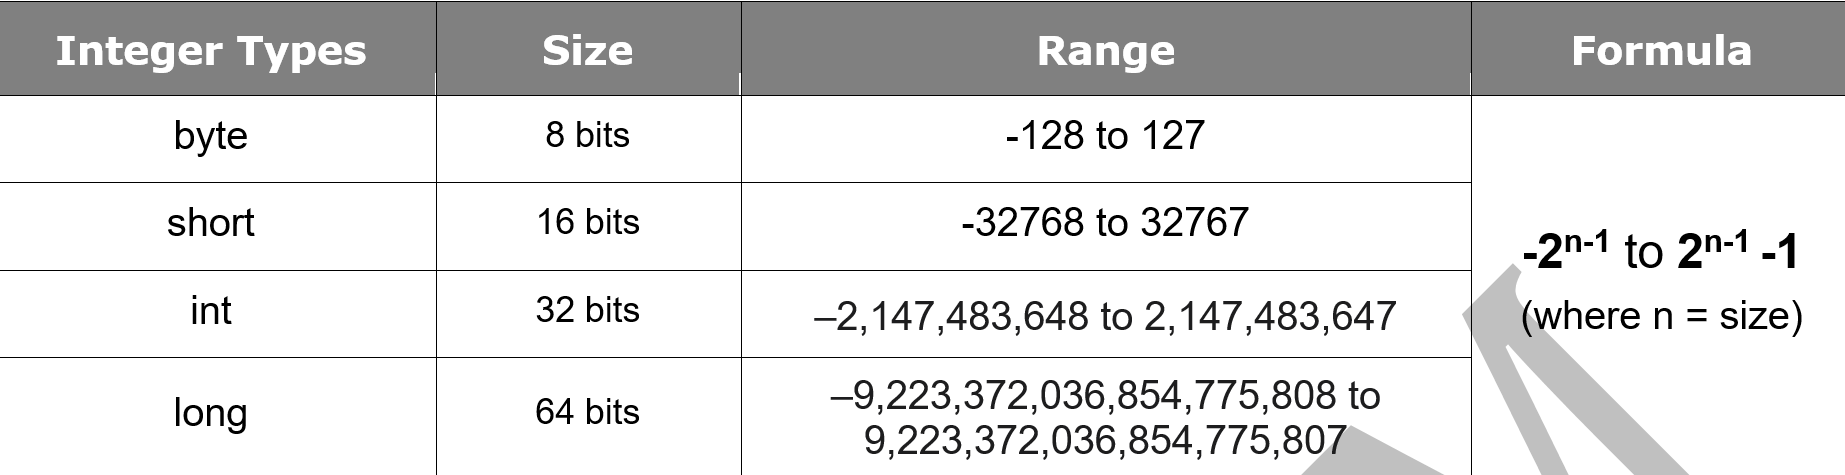 Integer Types Size Range Formula
byte 8 bits -128 to 127
short 16 bits -32768 to 32767
-2ⁿ⁻¹ to 2ⁿ⁻¹ -1
int 32 bits –2,147,483,648 to 2,147,483,647
(where n = size)
long 64 bits –9,223,372,036,854,775,808 to
9,223,372,036,854,775,807